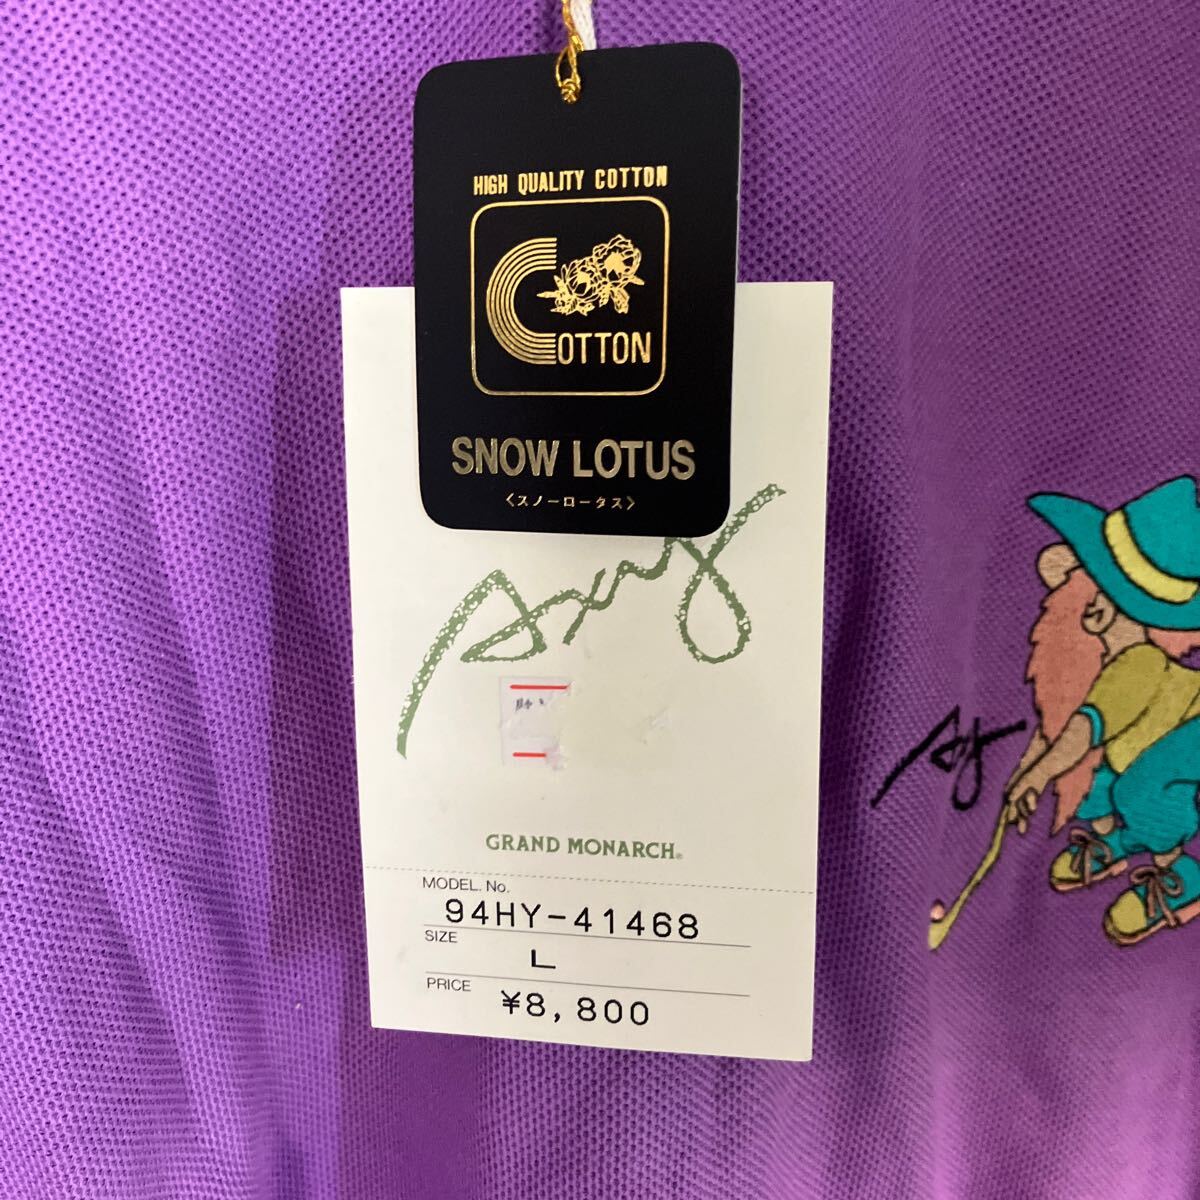 HIGH QUALITY COTTON
COTTON
SNOW LOTUS
〈スノーロータス〉
GRAND MONARCH®
MODEL. No.
94HY-41468
SIZE
L
PRICE
¥8,800